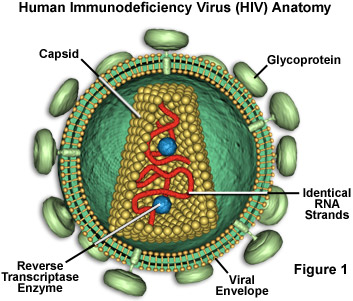 Human Immunodeficiency Virus (HIV) Anatomy
Capsid
Glycoprotein
Identical
RNA
Strands
Reverse
Transcriptase
Enzyme
Viral
Envelope
Figure 1